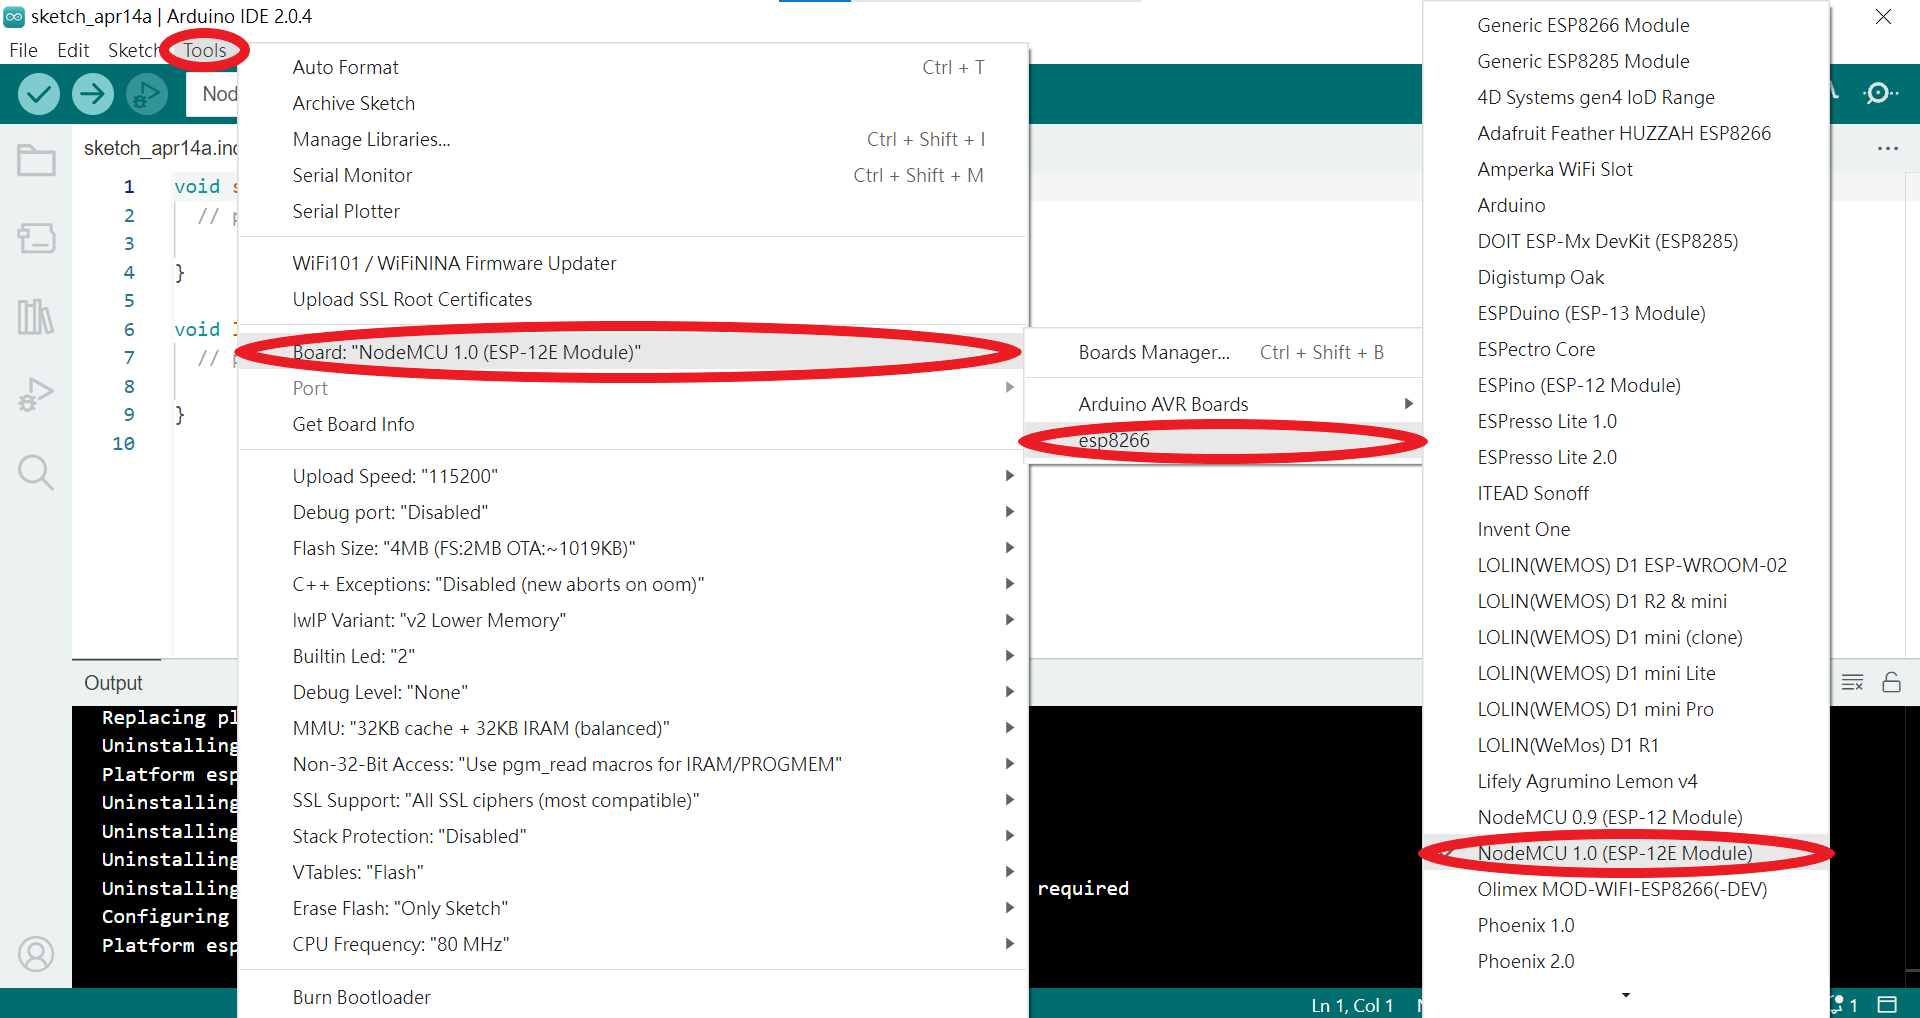 sketch_apr14a | Arduino IDE 2.0.4
File Edit Sketch Tools
Nod
sketch_apr14a.ino
1 void s
2 // p
3
4 }
5
6 void l
7 // p
8
9 }
10
Auto Format Ctrl + T
Archive Sketch
Manage Libraries... Ctrl + Shift + I
Serial Monitor Ctrl + Shift + M
Serial Plotter
WiFi101 / WiFiNINA Firmware Updater
Upload SSL Root Certificates
Board: "NodeMCU 1.0 (ESP-12E Module)"
Port
Get Board Info
Upload Speed: "115200"
Debug port: "Disabled"
Flash Size: "4MB (FS:2MB OTA:~1019KB)"
C++ Exceptions: "Disabled (new aborts on oom)"
lwIP Variant: "v2 Lower Memory"
Builtin Led: "2"
Debug Level: "None"
MMU: "32KB cache + 32KB IRAM (balanced)"
Non-32-Bit Access: "Use pgm_read macros for IRAM/PROGMEM"
SSL Support: "All SSL ciphers (most compatible)"
Stack Protection: "Disabled"
VTables: "Flash"
Erase Flash: "Only Sketch"
CPU Frequency: "80 MHz"
Burn Bootloader
Boards Manager... Ctrl + Shift + B
Arduino AVR Boards
esp8266
Generic ESP8266 Module
Generic ESP8285 Module
4D Systems gen4 IoD Range
Adafruit Feather HUZZAH ESP8266
Amperka WiFi Slot
Arduino
DOIT ESP-Mx DevKit (ESP8285)
Digistump Oak
ESPDuino (ESP-13 Module)
ESPectro Core
ESPino (ESP-12 Module)
ESPresso Lite 1.0
ESPresso Lite 2.0
ITEAD Sonoff
Invent One
LOLIN(WEMOS) D1 ESP-WROOM-02
LOLIN(WEMOS) D1 R2 & mini
LOLIN(WEMOS) D1 mini (clone)
LOLIN(WEMOS) D1 mini Lite
LOLIN(WEMOS) D1 mini Pro
LOLIN(WeMos) D1 R1
Lifely Agrumino Lemon v4
NodeMCU 0.9 (ESP-12 Module)
NodeMCU 1.0 (ESP-12E Module)
Olimex MOD-WIFI-ESP8266(-DEV)
Phoenix 1.0
Phoenix 2.0
Output
Replacing pl
Uninstalling
Platform esp
Uninstalling
Uninstalling
Uninstalling
Uninstalling required
Configuring
Platform esp
Ln 1, Col 1 N
1